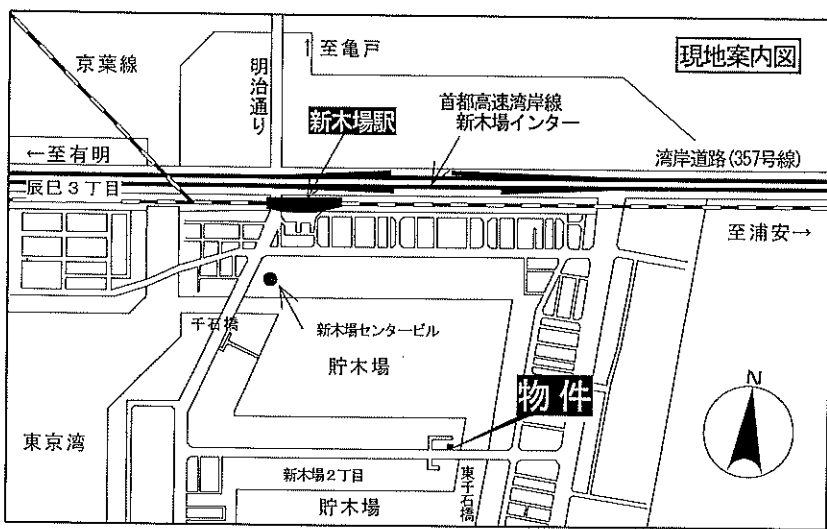 現地案内図
京葉線
明治通り
↑至亀戸
新木場駅
首都高速湾岸線
新木場インター
←至有明
湾岸道路(357号線)
辰巳3丁目
至浦安→
千石橋
新木場センタービル
貯木場
物件
N
東京湾
新木場2丁目
東千石橋
貯木場